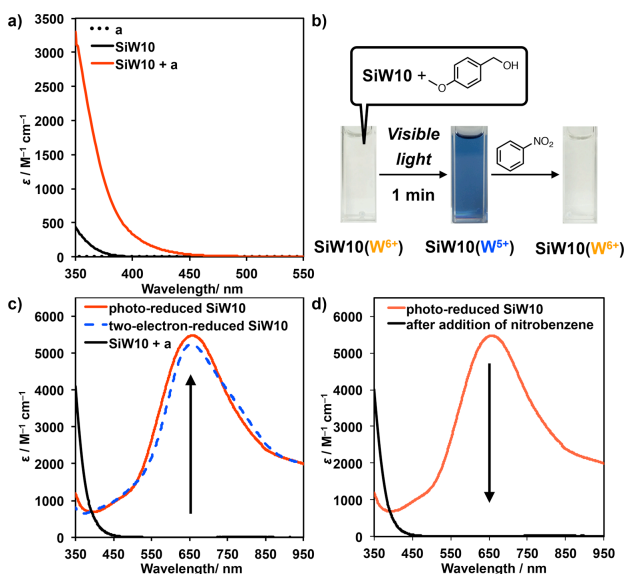 a)
a
SiW10
SiW10 + a
ε / M⁻¹ cm⁻¹
3500
3000
2500
2000
1500
1000
500
0
350 400 450 500 550
Wavelength/ nm
b)
SiW10 +
O
OH
Visible
light
1 min
NO₂
SiW10(W⁶⁺) SiW10(W⁵⁺) SiW10(W⁶⁺)
c)
photo-reduced SiW10
two-electron-reduced SiW10
SiW10 + a
ε / M⁻¹ cm⁻¹
6000
5000
4000
3000
2000
1000
0
350 450 550 650 750 850 950
Wavelength/ nm
d)
photo-reduced SiW10
after addition of nitrobenzene
ε / M⁻¹ cm⁻¹
6000
5000
4000
3000
2000
1000
0
350 450 550 650 750 850 950
Wavelength/ nm